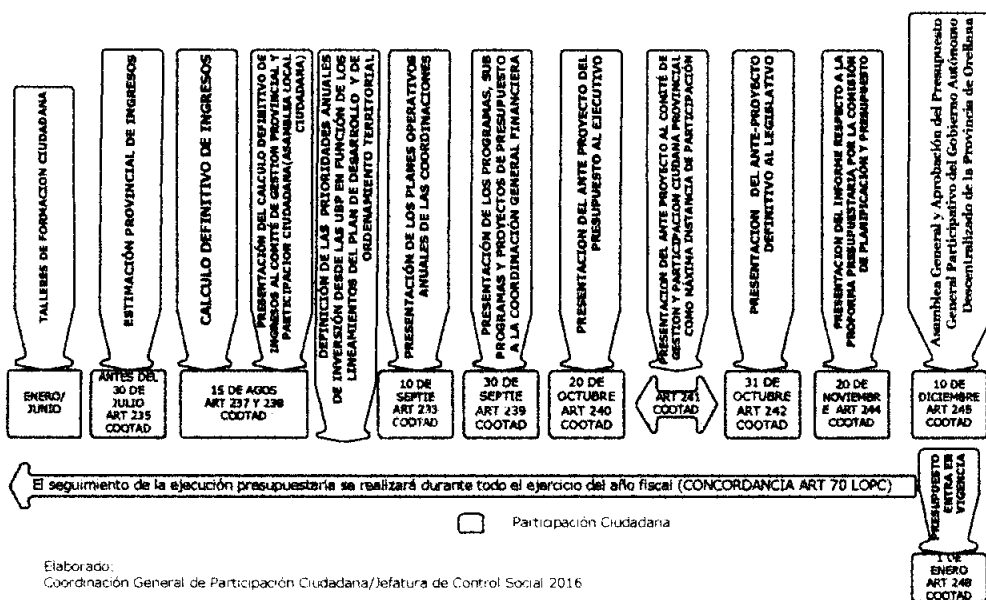 TALLERES DE FORMACION CIUDADANA
ENERO/
JUNIO
ESTIMACIÓN PROVINCIAL DE INGRESOS
ANTES DEL
30 DE
JULIO
ART 235
COOTAD
CALCULO DEFINITIVO DE INGRESOS
PRESENTACIÓN DEL CALCULO DEFINITIVO DE
INGRESOS AL COMITÉ DE GESTION PROVINCIAL Y
PARTICIPACION CIUDADANA(ASAMBLEA LOCAL
CIUDADANA)
15 DE AGOS
ART 237 Y 238
COOTAD
DEFINICIÓN DE LAS PRIORIDADES ANUALES
DE INVERSIÓN DESDE LAS UBP EN FUNCIÓN DE LOS
LINEAMIENTOS DEL PLAN DE DESARROLLO Y DE
ORDENAMIENTO TERRITORIAL
PRESENTACIÓN DE LOS PLANES OPERATIVOS
ANUALES DE LAS COORDINACIONES
10 DE
SEPTIE
ART 233
COOTAD
PRESENTACIÓN DE LOS PROGRAMAS, SUB
PROGRAMAS Y PROYECTOS DE PRESUPUESTO
A LA COORDINACIÓN GENERAL FINANCIERA
30 DE
SEPTIE
ART 239
COOTAD
PRESENTACION DEL ANTE PROYECTO DEL
PRESUPUESTO AL EJECUTIVO
20 DE
OCTUBRE
ART 240
COOTAD
PRESENTACION DEL ANTE PROYECTO AL COMITÉ DE
GESTION Y PARTICIPACIÓN CIUDANA PROVINCIAL
COMO MÁXIMA INSTANCIA DE PARTICIPACIÓN
ART 241
COOTAD
PRESENTACIÓN DEL ANTE-PROYECTO
DEFINITIVO AL LEGISLATIVO
31 DE
OCTUBRE
ART 242
COOTAD
PRESENTACION DEL INFORME RESPECTO A LA
PROFORMA PRESUPUESTARIA POR LA COMISIÓN
DE PLANIFICACIÓN Y PRESUPUESTO
20 DE
NOVIEMBR
E ART 244
COOTAD
Asamblea General y Aprobación del Presupuesto
General Participativo del Gobierno Autónomo
Descentralizado de la Provincia de Orellana
10 DE
DICIEMBRE
ART 245
COOTAD
El seguimiento de la ejecución presupuestaria se realizará durante todo el ejercicio del año fiscal (CONCORDANCIA ART 70 LOPC)
PRESUPUESTO
ENTRA EN
VIGENCIA
1 DE
ENERO
ART 248
COOTAD
Participación Ciudadana
Elaborado:
Coordinación General de Participación Ciudadana/Jefatura de Control Social 2016